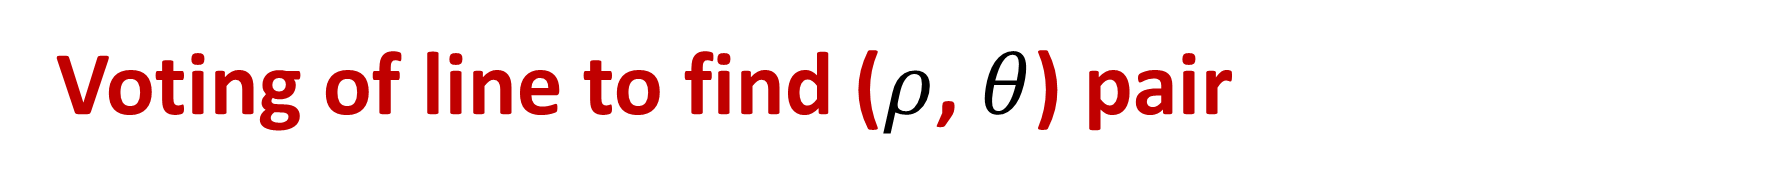 Voting of line to find (𝜌, 𝜃) pair